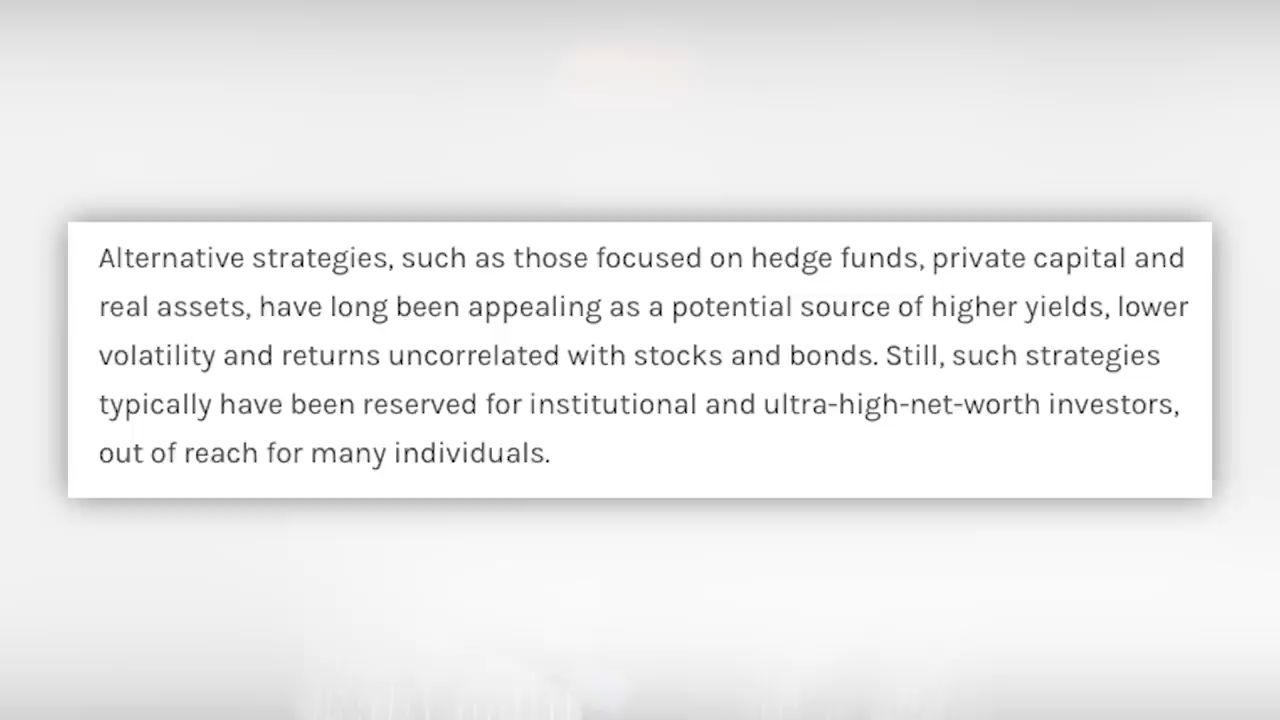 Alternative strategies, such as those focused on hedge funds, private capital and
real assets, have long been appealing as a potential source of higher yields, lower
volatility and returns uncorrelated with stocks and bonds. Still, such strategies
typically have been reserved for institutional and ultra-high-net-worth investors,
out of reach for many individuals.